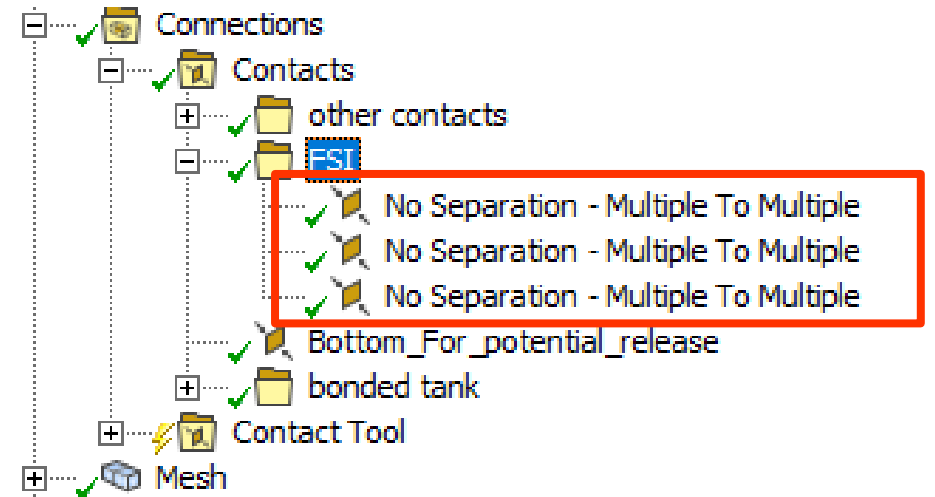 Connections
Contacts
other contacts
FSI
No Separation - Multiple To Multiple
No Separation - Multiple To Multiple
No Separation - Multiple To Multiple
Bottom_For_potential_release
bonded tank
Contact Tool
Mesh